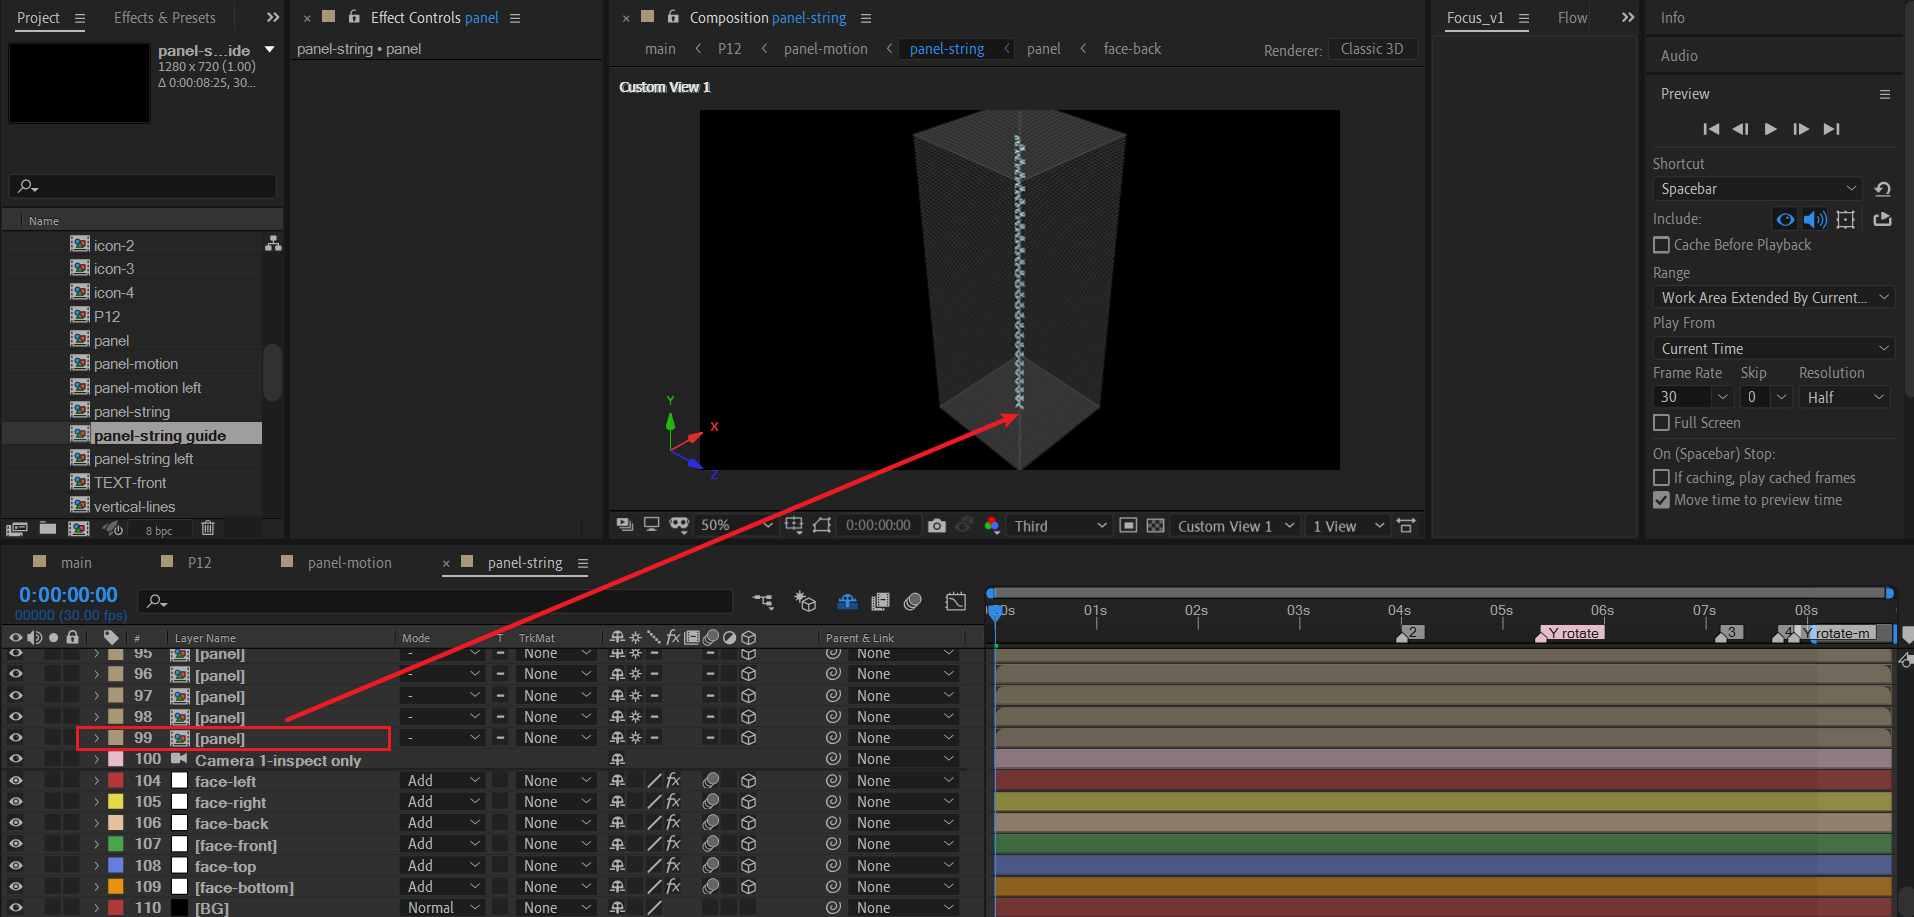 Project
Effects & Presets
panel-s...ide
1280 x 720 (1.00)
Δ 0:00:08:25, 30...
Name
icon-2
icon-3
icon-4
P12
panel
panel-motion
panel-motion left
panel-string
panel-string guide
panel-string left
TEXT-front
vertical-lines
8 bpc
Effect Controls panel
panel-string • panel
Composition panel-string
main
P12
panel-motion
panel-string
panel
face-back
Renderer: Classic 3D
Custom View 1
Y
X
Z
50%
0:00:00:00
Third
Custom View 1
1 View
Focus_v1
Flow
Info
Audio
Preview
Shortcut
Spacebar
Include:
Cache Before Playback
Range
Work Area Extended By Current...
Play From
Current Time
Frame Rate Skip Resolution
30 0 Half
Full Screen
On (Spacebar) Stop:
If caching, play cached frames
Move time to preview time
main
P12
panel-motion
panel-string
0:00:00:00
00000 (30.00 fps)
# Layer Name Mode T TrkMat Parent & Link
00s 01s 02s 03s 04s 05s 06s 07s 08s
2 Y rotate 3 4 Y rotate-m
95 [panel] - None None
96 [panel] - None None
97 [panel] - None None
98 [panel] - None None
99 [panel] - None None
100 Camera 1-inspect only None
104 face-left Add None None
105 face-right Add None None
106 face-back Add None None
107 [face-front] Add None None
108 face-top Add None None
109 [face-bottom] Add None None
110 [BG] Normal None None